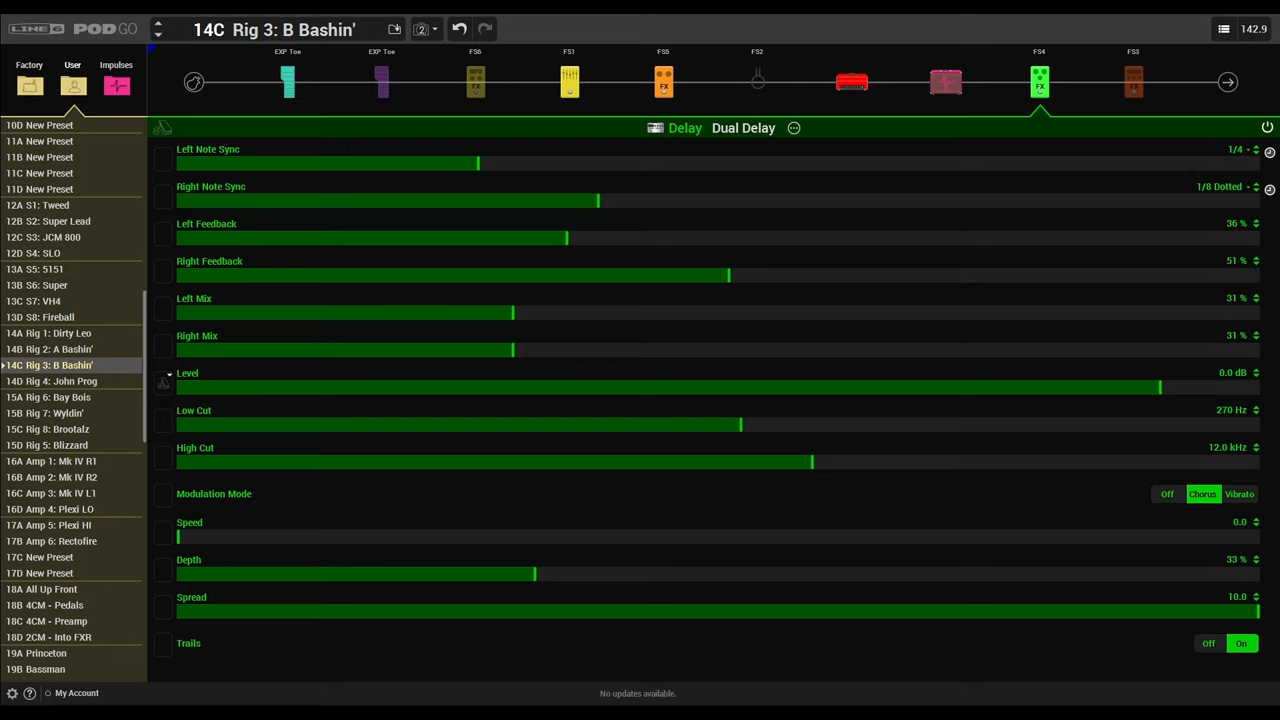 LINE 6 POD GO
14C Rig 3: B Bashin'
2
142.9
Factory User Impulses
EXP Toe EXP Toe FS6 FS1 FS5 FS2 FS4 FS3
FX FX FX FX
Delay Dual Delay
10D New Preset
11A New Preset
11B New Preset
11C New Preset
11D New Preset
12A S1: Tweed
12B S2: Super Lead
12C S3: JCM 800
12D S4: SLO
13A S5: 5151
13B S6: Super
13C S7: VH4
13D S8: Fireball
14A Rig 1: Dirty Leo
14B Rig 2: A Bashin'
14C Rig 3: B Bashin'
14D Rig 4: John Prog
15A Rig 6: Bay Bois
15B Rig 7: Wyldin'
15C Rig 8: Brootalz
15D Rig 5: Blizzard
16A Amp 1: Mk IV R1
16B Amp 2: Mk IV R2
16C Amp 3: Mk IV L1
16D Amp 4: Plexi LO
17A Amp 5: Plexi HI
17B Amp 6: Rectofire
17C New Preset
17D New Preset
18A All Up Front
18B 4CM - Pedals
18C 4CM - Preamp
18D 2CM - Into FXR
19A Princeton
19B Bassman
Left Note Sync 1/4
Right Note Sync 1/8 Dotted
Left Feedback 36 %
Right Feedback 51 %
Left Mix 31 %
Right Mix 31 %
Level 0.0 dB
Low Cut 270 Hz
High Cut 12.0 kHz
Modulation Mode Off Chorus Vibrato
Speed 0.0
Depth 33 %
Spread 10.0
Trails Off On
? My Account
No updates available.